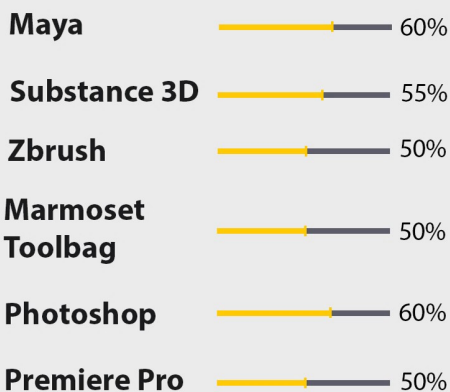 Maya 60%
Substance 3D 55%
Zbrush 50%
Marmoset
Toolbag 50%
Photoshop 60%
Premiere Pro 50%